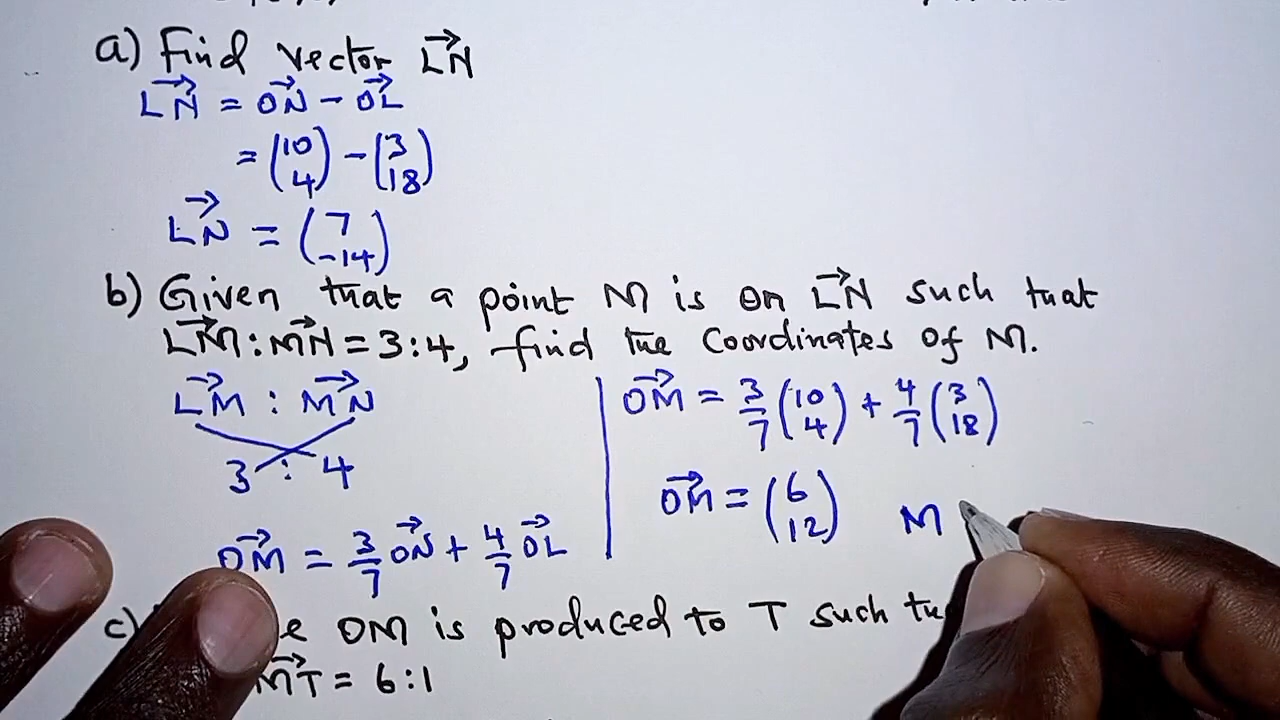 a) Find vector LN→
LN→ = ON→ - OL→
= (10 4) - (3 18)
LN→ = (7 -14)
b) Given that a point M is on LN→ such that
LM→ : MN→ = 3:4, find the coordinates of M.
LM→ : MN→
3 : 4
OM→ = 3/7 ON→ + 4/7 OL→
OM→ = 3/7 (10 4) + 4/7 (3 18)
OM→ = (6 12) M
c) OM is produced to T such
MT→ = 6:1